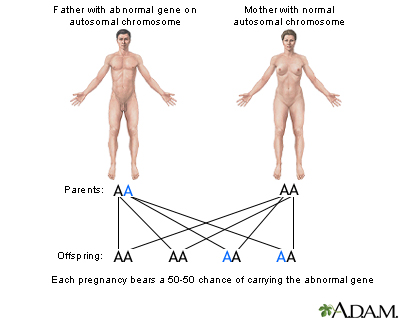 Father with abnormal gene on
autosomal chromosome
Mother with normal
autosomal chromosome
Parents: AA AA
Offspring: AA AA AA AA
Each pregnancy bears a 50-50 chance of carrying the abnormal gene
ADAM.